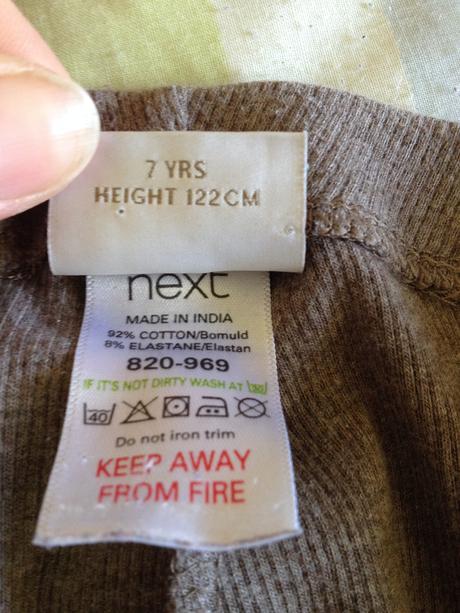 7 YRS
HEIGHT 122CM
next
MADE IN INDIA
92% COTTON/Bomuld
8% ELASTANE/Elastan
820-969
IF IT'S NOT DIRTY WASH AT 30
40
Do not iron trim
KEEP AWAY
FROM FIRE